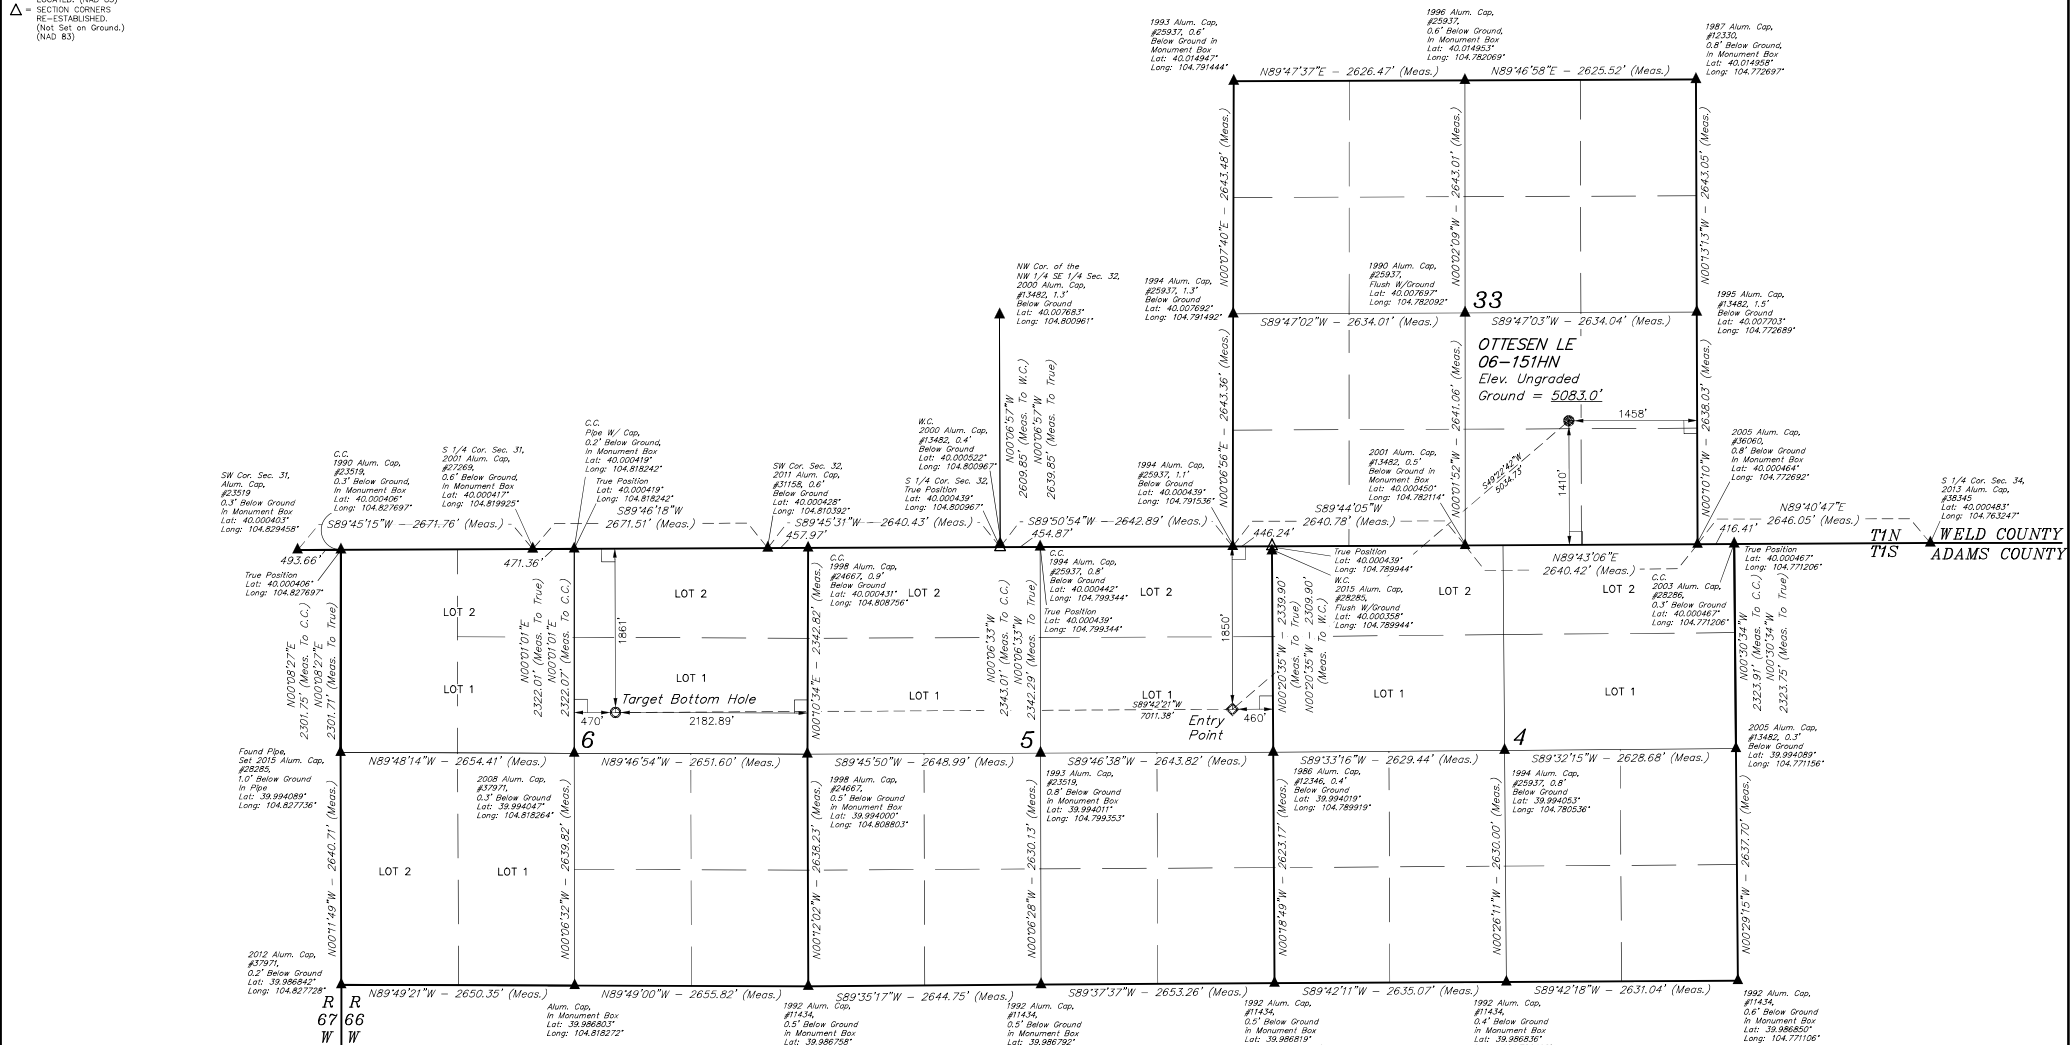 LOCATED. (NAD 83)
△ = SECTION CORNERS
RE-ESTABLISHED.
(Not Set on Ground.)
(NAD 83)
1993 Alum. Cap,
#25937, 0.6'
Below Ground in
Monument Box
Lat: 40.014947°
Long: 104.791444°
1996 Alum. Cap,
#25937,
0.6' Below Ground,
In Monument Box
Lat: 40.014953°
Long: 104.782069°
1987 Alum. Cap,
#12330,
0.8' Below Ground,
In Monument Box
Lat: 40.014958°
Long: 104.772697°
N89°47'37"E - 2626.47' (Meas.)
N89°46'58"E - 2625.52' (Meas.)
N00°07'40"E - 2643.48' (Meas.)
N00°02'09"W - 2643.01' (Meas.)
N00°13'13"W - 2643.05' (Meas.)
NW Cor. of the
NW 1/4 SE 1/4 Sec. 32,
2000 Alum. Cap,
#13482, 1.3'
Below Ground
Lat: 40.007683°
Long: 104.800961°
1994 Alum. Cap,
#25937, 1.3'
Below Ground
Lat: 40.007692°
Long: 104.791492°
1990 Alum. Cap,
#25937,
Flush W/Ground
Lat: 40.007697°
Long: 104.782092°
33
1995 Alum. Cap,
#13482, 1.5'
Below Ground
Lat: 40.007703°
Long: 104.772689°
S89°47'02"W - 2634.01' (Meas.)
S89°47'03"W - 2634.04' (Meas.)
OTTESEN LE
06-151HN
Elev. Ungraded
Ground = 5083.0'
1458'
1410'
S49°22'42"W
5034.73'
N00°06'57"W
2609.85' (Meas. To W.C.)
N00°06'57"W
2639.85' (Meas. To True)
N00°06'56"E - 2643.36' (Meas.)
N00°01'52"W - 2641.06' (Meas.)
N00°10'10"W - 2638.03' (Meas.)
SW Cor. Sec. 31,
Alum. Cap,
#23519
0.3' Below Ground
in Monument Box
Lat: 40.000403°
Long: 104.829458°
C.C.
1990 Alum. Cap,
#23519,
0.3' Below Ground,
In Monument Box
Lat: 40.000406°
Long: 104.827697°
S 1/4 Cor. Sec. 31,
2001 Alum. Cap,
#27269,
0.6' Below Ground,
In Monument Box
Lat: 40.000417°
Long: 104.819925°
C.C.
Pipe W/ Cap,
0.2' Below Ground,
In Monument Box
Lat: 40.000419°
Long: 104.818242°
True Position
Lat: 40.000419°
Long: 104.818242°
SW Cor. Sec. 32,
2011 Alum. Cap,
#31158, 0.6'
Below Ground
Lat: 40.000428°
Long: 104.810392°
W.C.
2000 Alum. Cap,
#13482, 0.4'
Below Ground
Lat: 40.000522°
Long: 104.800967°
S 1/4 Cor. Sec. 32,
True Position
Lat: 40.000439°
Long: 104.800967°
1994 Alum. Cap,
#25937, 1.1'
Below Ground
Lat: 40.000439°
Long: 104.791536°
2001 Alum. Cap,
#13482, 0.5'
Below Ground in
Monument Box
Lat: 40.000450°
Long: 104.782114°
2005 Alum. Cap,
#36060,
0.8' Below Ground
In Monument Box
Lat: 40.000464°
Long: 104.772692°
S 1/4 Cor. Sec. 34,
2013 Alum. Cap,
#38345
Lat: 40.000483°
Long: 104.763247°
S89°45'15"W - 2671.76' (Meas.)
S89°46'18"W
2671.51' (Meas.)
S89°45'31"W - 2640.43' (Meas.)
S89°50'54"W - 2642.89' (Meas.)
S89°44'05"W
2640.78' (Meas.)
N89°40'47"E
2646.05' (Meas.)
N89°43'06"E
2640.42' (Meas.)
493.66'
471.36'
457.97'
454.87'
446.24'
416.41'
T1N
T1S
WELD COUNTY
ADAMS COUNTY
True Position
Lat: 40.000406°
Long: 104.827697°
C.C.
1998 Alum. Cap,
#24667, 0.9'
Below Ground
Lat: 40.000431°
Long: 104.808756°
C.C.
1994 Alum. Cap,
#25937, 0.8'
Below Ground
Lat: 40.000442°
Long: 104.799344°
True Position
Lat: 40.000439°
Long: 104.799344°
True Position
Lat: 40.000439
Long: 104.789944°
W.C.
2015 Alum. Cap,
#28285,
Flush W/Ground
Lat: 40.000358°
Long: 104.789944°
C.C.
2003 Alum. Cap,
#28286,
0.3' Below Ground
Lat: 40.000467°
Long: 104.771206°
True Position
Lat: 40.000467°
Long: 104.771206°
LOT 2
LOT 2
LOT 2
LOT 2
LOT 2
LOT 2
LOT 1
LOT 1
LOT 1
LOT 1
LOT 1
LOT 1
N00°08'27"E
2301.75' (Meas. To C.C.)
N00°08'27"E
2301.71' (Meas. To True)
N00°01'01"E
2322.01' (Meas. To True)
N00°01'01"E
2322.07' (Meas. To C.C.)
N00°10'34"E - 2342.82' (Meas.)
N00°06'33"W
2343.01' (Meas. To C.C.)
N00°06'33"W
2342.29' (Meas. To True)
N00°20'35"W - 2339.90'
(Meas. To True)
N00°20'35"W - 2309.90'
(Meas. To W.C.)
N00°30'34"W
2323.91' (Meas. To C.C.)
N00°30'34"W
2323.75' (Meas. To True)
1861'
1850'
Target Bottom Hole
470'
2182.89'
S89°42'21"W
7011.38'
Entry
Point
460'
6
5
4
Found Pipe,
Set 2015 Alum. Cap,
#28285,
1.0' Below Ground
In Pipe
Lat: 39.994089°
Long: 104.827736°
N89°48'14"W - 2654.41' (Meas.)
N89°46'54"W - 2651.60' (Meas.)
S89°45'50"W - 2648.99' (Meas.)
S89°46'38"W - 2643.82' (Meas.)
S89°33'16"W - 2629.44' (Meas.)
S89°32'15"W - 2628.68' (Meas.)
2008 Alum. Cap,
#37971,
0.3' Below Ground
Lat: 39.994047°
Long: 104.818264°
1998 Alum. Cap,
#24667,
0.5' Below Ground
in Monument Box
Lat: 39.994000°
Long: 104.808803°
1993 Alum. Cap,
#23519,
0.8' Below Ground
in Monument Box
Lat: 39.994011°
Long: 104.799353°
1986 Alum. Cap,
#12346, 0.4'
Below Ground
Lat: 39.994019°
Long: 104.789919°
1994 Alum. Cap,
#25937, 0.8'
Below Ground
Lat: 39.994053°
Long: 104.780536°
2005 Alum. Cap,
#13482, 0.3'
Below Ground
Lat: 39.994089°
Long: 104.771156°
N00°11'49"W - 2640.71' (Meas.)
N00°06'32"W - 2639.82' (Meas.)
N00°12'02"W - 2638.23' (Meas.)
N00°06'28"W - 2630.13' (Meas.)
N00°18'49"W - 2623.17' (Meas.)
N00°26'11"W - 2630.00' (Meas.)
N00°29'15"W - 2637.70' (Meas.)
LOT 2
LOT 1
2012 Alum. Cap,
#37971,
0.2' Below Ground
Lat: 39.986842°
Long: 104.827728°
N89°49'21"W - 2650.35' (Meas.)
N89°49'00"W - 2655.82' (Meas.)
S89°35'17"W - 2644.75' (Meas.)
S89°37'37"W - 2653.26' (Meas.)
S89°42'11"W - 2635.07' (Meas.)
S89°42'18"W - 2631.04' (Meas.)
R R
67 66
W W
Alum. Cap,
In Monument Box
Lat: 39.986803°
Long: 104.818272°
1992 Alum. Cap,
#11434,
0.5' Below Ground
in Monument Box
Lat: 39.986758°
1992 Alum. Cap,
#11434,
0.5' Below Ground
in Monument Box
Lat: 39.986792°
1992 Alum. Cap,
#11434,
0.5' Below Ground
in Monument Box
Lat: 39.986819°
1992 Alum. Cap,
#11434,
0.4' Below Ground
in Monument Box
Lat: 39.986836°
1992 Alum. Cap,
#11434,
0.6' Below Ground
in Monument Box
Lat: 39.986850°
Long: 104.771106°